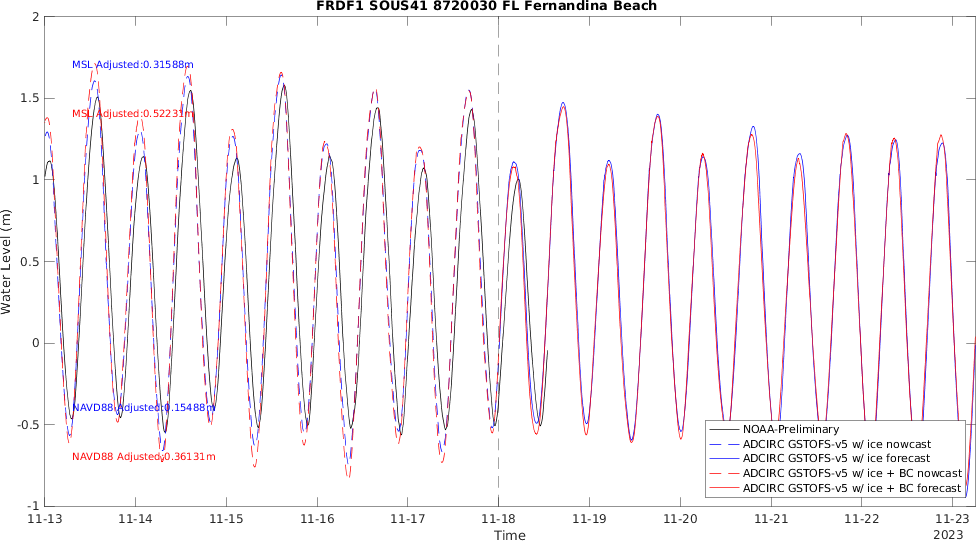 FRDF1 SOUS41 8720030 FL Fernandina Beach
2
1.5
1
0.5
0
-0.5
-1
Water Level (m)
MSL Adjusted:0.31588m
MSL Adjusted:0.52231m
NAVD88 Adjusted:0.15488m
NAVD88 Adjusted:0.36131m
NOAA-Preliminary
ADCIRC GSTOFS-v5 w/ ice nowcast
ADCIRC GSTOFS-v5 w/ ice forecast
ADCIRC GSTOFS-v5 w/ ice + BC nowcast
ADCIRC GSTOFS-v5 w/ ice + BC forecast
11-13 11-14 11-15 11-16 11-17 11-18 11-19 11-20 11-21 11-22 11-23
Time 2023